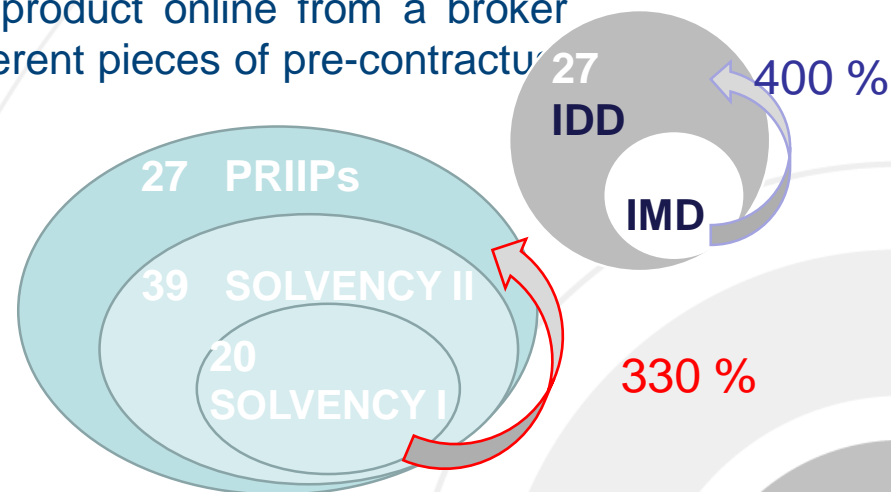 product online from a broker
erent pieces of pre-contractu
27
IDD
400 %
IMD
27 PRIIPs
39 SOLVENCY II
20
SOLVENCY I
330 %